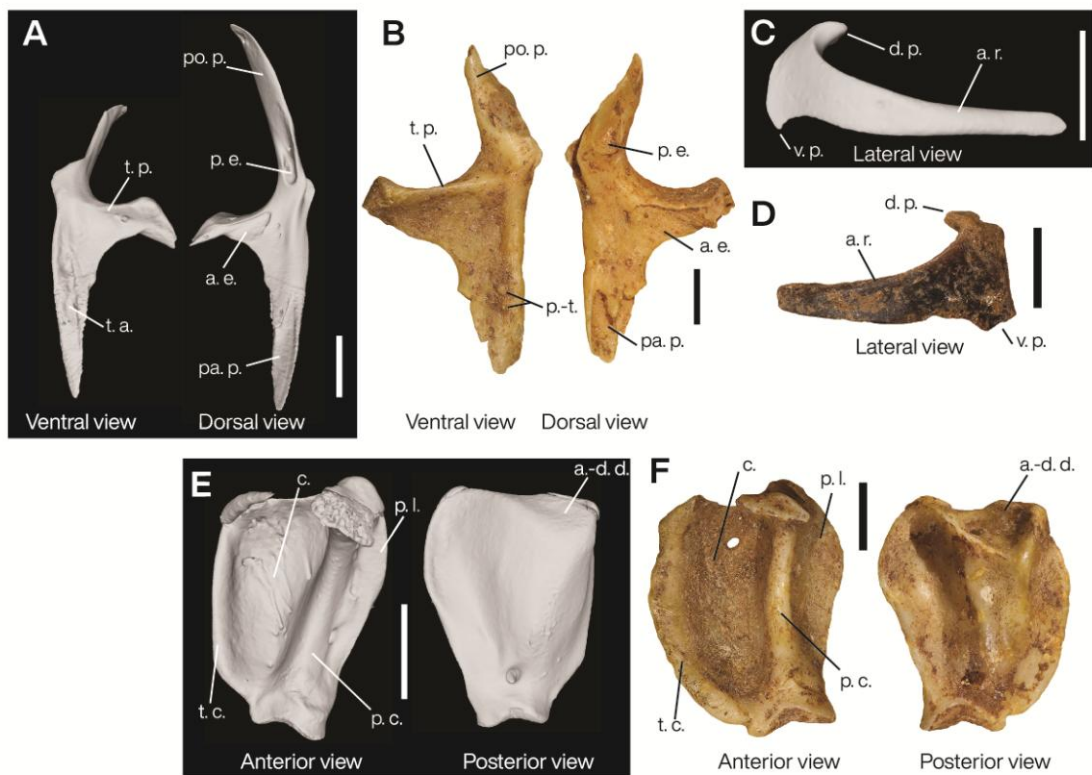 A
po. p.
t. p.
p. e.
a. e.
t. a.
pa. p.
Ventral view
Dorsal view
B
po. p.
t. p.
p. e.
a. e.
p.-t.
pa. p.
Ventral view
Dorsal view
C
d. p.
a. r.
v. p.
Lateral view
D
d. p.
a. r.
v. p.
Lateral view
E
c.
a.-d. d.
p. l.
t. c.
p. c.
Anterior view
Posterior view
F
c.
p. l.
a.-d. d.
p. c.
t. c.
Anterior view
Posterior view